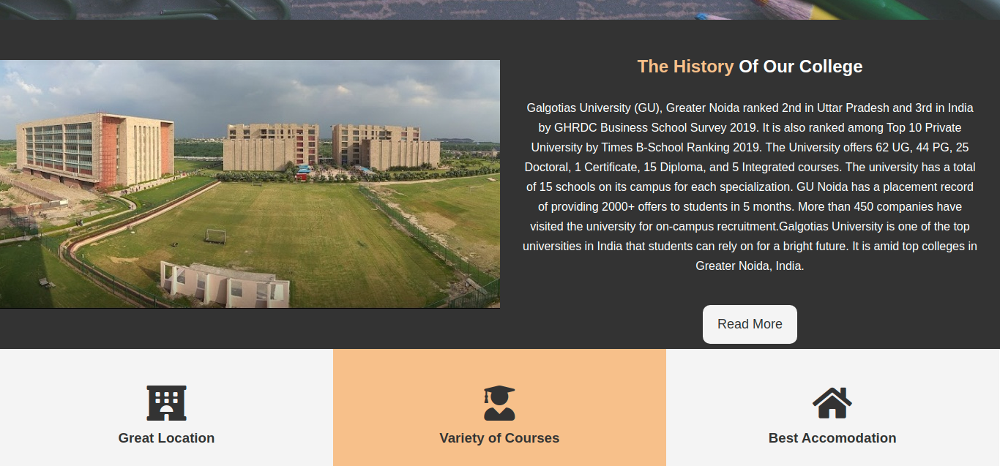 The History Of Our College
Galgotias University (GU), Greater Noida ranked 2nd in Uttar Pradesh and 3rd in India
by GHRDC Business School Survey 2019. It is also ranked among Top 10 Private
University by Times B-School Ranking 2019. The University offers 62 UG, 44 PG, 25
Doctoral, 1 Certificate, 15 Diploma, and 5 Integrated courses. The university has a total
of 15 schools on its campus for each specialization. GU Noida has a placement record
of providing 2000+ offers to students in 5 months. More than 450 companies have
visited the university for on-campus recruitment.Galgotias University is one of the top
universities in India that students can rely on for a bright future. It is amid top colleges in
Greater Noida, India.
Read More
Great Location
Variety of Courses
Best Accomodation